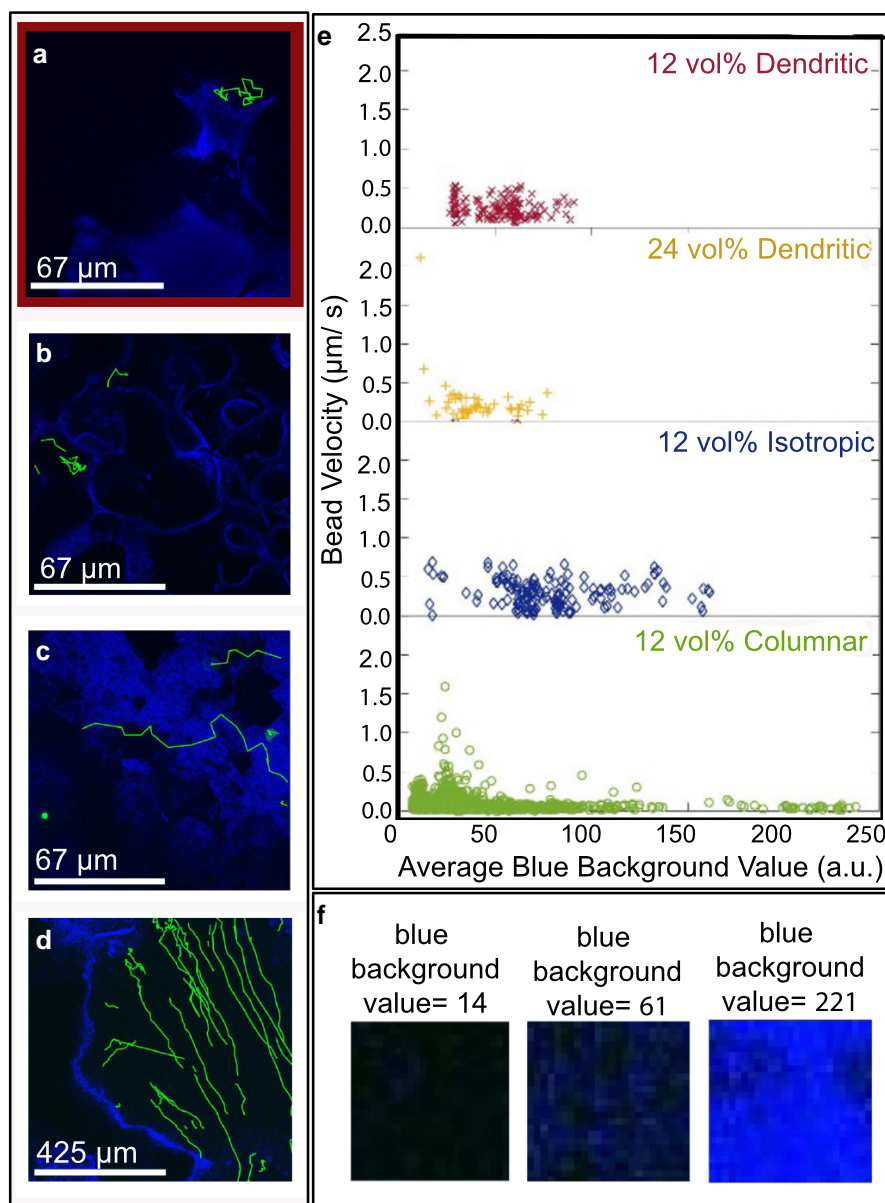 a
67 µm
b
67 µm
c
67 µm
d
425 µm
e
Bead Velocity (µm/ s)
2.5
2.0
1.5
1.0
0.5
0.0
12 vol% Dendritic
2.0
1.5
1.0
0.5
0.0
24 vol% Dendritic
2.0
1.5
1.0
0.5
0.0
12 vol% Isotropic
2.0
1.5
1.0
0.5
0.0
12 vol% Columnar
0 50 100 150 200 250
Average Blue Background Value (a.u.)
f
blue
background
value= 14
blue
background
value= 61
blue
background
value= 221